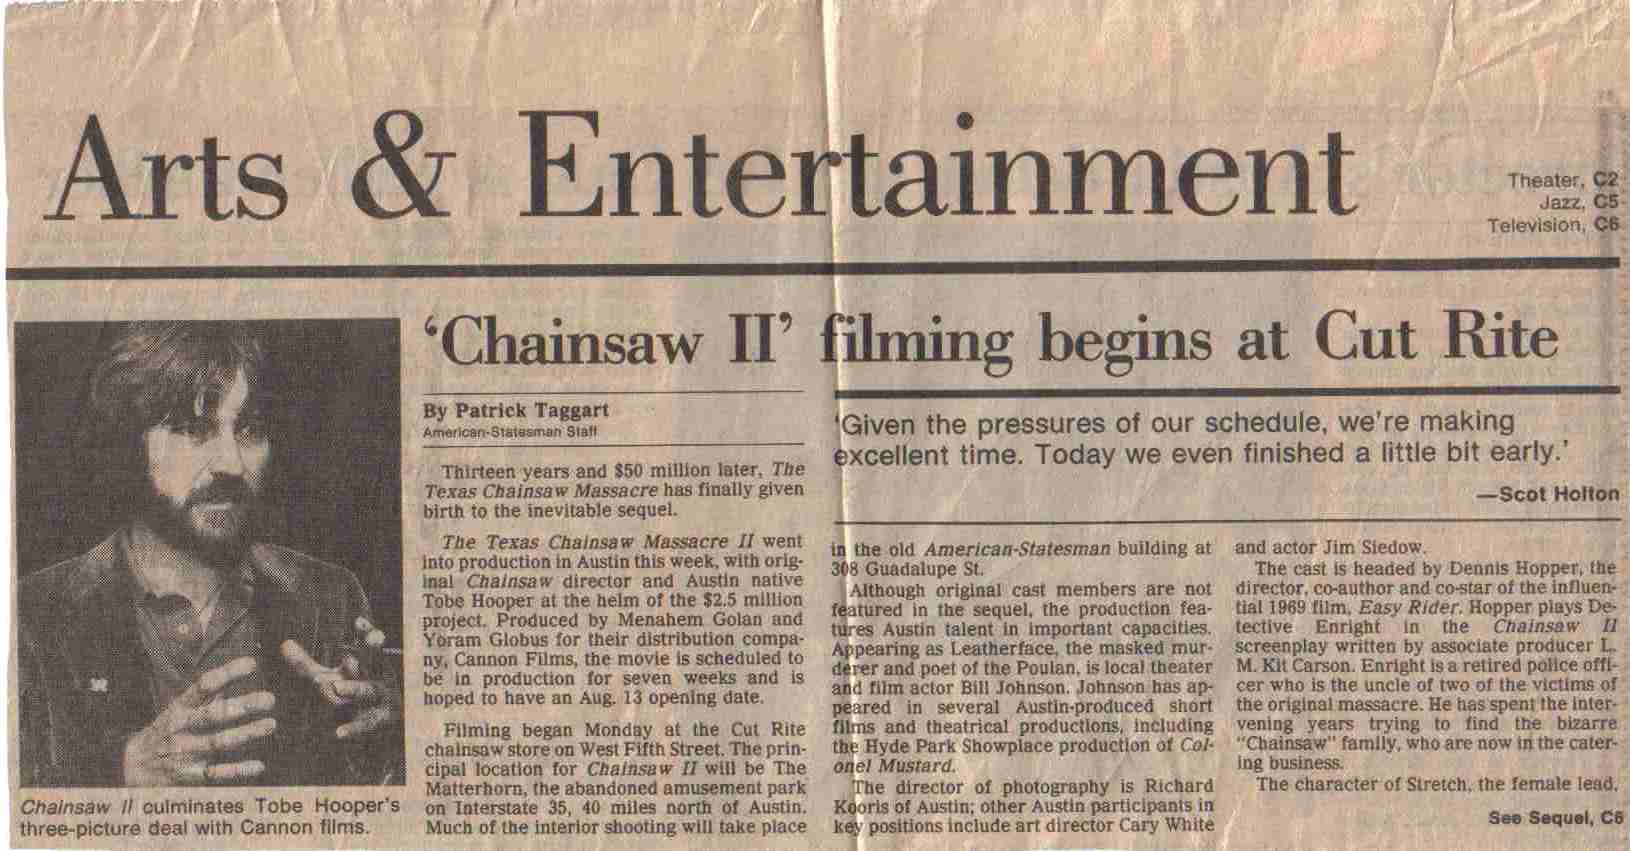 Arts & Entertainment
Theater, C2
Jazz, C5
Television, C6
‘Chainsaw II’ filming begins at Cut Rite
By Patrick Taggart
American-Statesman Staff
Thirteen years and $50 million later, The
Texas Chainsaw Massacre has finally given
birth to the inevitable sequel.
The Texas Chainsaw Massacre II went
into production in Austin this week, with orig-
inal Chainsaw director and Austin native
Tobe Hooper at the helm of the $2.5 million
project. Produced by Menahem Golan and
Yoram Globus for their distribution compa-
ny, Cannon Films, the movie is scheduled to
be in production for seven weeks and is
hoped to have an Aug. 13 opening date.
Filming began Monday at the Cut Rite
chainsaw store on West Fifth Street. The prin-
cipal location for Chainsaw II will be The
Matterhorn, the abandoned amusement park
on Interstate 35, 40 miles north of Austin.
Much of the interior shooting will take place
‘Given the pressures of our schedule, we're making
excellent time. Today we even finished a little bit early.’
—Scot Holton
in the old American-Statesman building at
308 Guadalupe St.
Although original cast members are not
featured in the sequel, the production fea-
tures Austin talent in important capacities.
Appearing as Leatherface, the masked mur-
derer and poet of the Poulan, is local theater
and film actor Bill Johnson. Johnson has ap-
peared in several Austin-produced short
films and theatrical productions, including
the Hyde Park Showplace production of Col-
onel Mustard.
The director of photography is Richard
Kooris of Austin; other Austin participants in
key positions include art director Cary White
and actor Jim Siedow.
The cast is headed by Dennis Hopper, the
director, co-author and co-star of the influen-
tial 1969 film, Easy Rider. Hopper plays De-
tective Enright in the Chainsaw II
screenplay written by associate producer L.
M. Kit Carson. Enright is a retired police offi-
cer who is the uncle of two of the victims of
the original massacre. He has spent the inter-
vening years trying to find the bizarre
“Chainsaw” family, who are now in the cater-
ing business.
The character of Stretch, the female lead,
See Sequel, C6
Chainsaw II culminates Tobe Hooper's
three-picture deal with Cannon films.